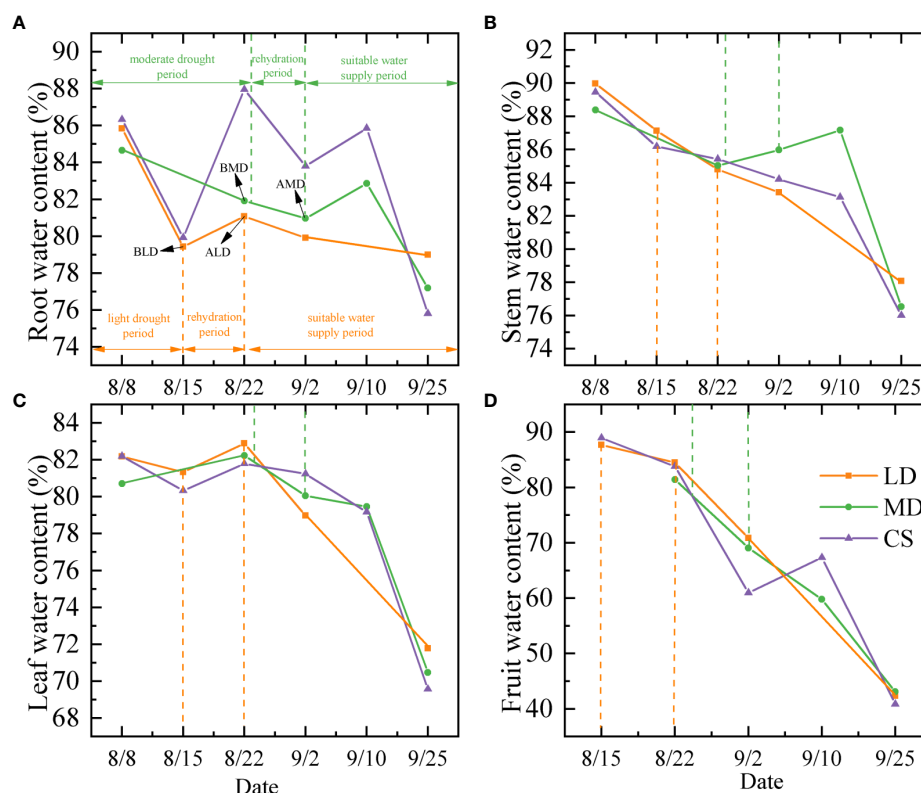 A
Root water content (%)
90
88
86
84
82
80
78
76
74
moderate drought
period
rehydration
period
suitable water
supply period
BMD
AMD
BLD
ALD
light drought
period
rehydration
period
suitable water
supply period
8/8
8/15
8/22
9/2
9/10
9/25
B
Stem water content (%)
92
90
88
86
84
82
80
78
76
74
8/8
8/15
8/22
9/2
9/10
9/25
C
Leaf water content (%)
84
82
80
78
76
74
72
70
68
8/8
8/15
8/22
9/2
9/10
9/25
Date
D
Fruit water content (%)
90
80
70
60
50
40
LD
MD
CS
8/15
8/22
9/2
9/10
9/25
Date